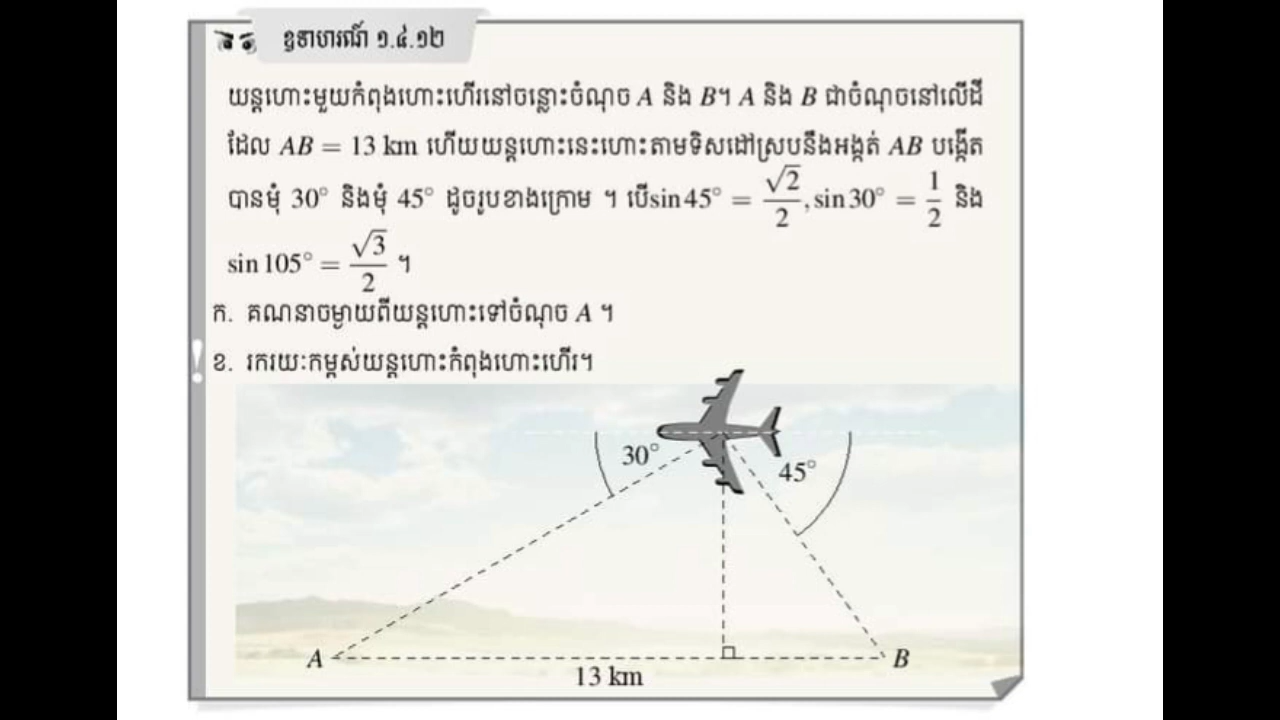 ឧទាហរណ៍ ១.៤.១២
យន្តហោះមួយកំពុងហោះហើរនៅចន្លោះចំណុច A និង B។ A និង B ជាចំណុចនៅលើដី
ដែល AB = 13 km ហើយយន្តហោះនេះហោះតាមទិសដៅស្របនឹងអង្កត់ AB បង្កើត
បានមុំ 30° និងមុំ 45° ដូចរូបខាងក្រោម ។ បើsin 45° = √2/2, sin 30° = 1/2 និង
sin 105° = √3/2 ។
ក. គណនាចម្ងាយពីយន្តហោះទៅចំណុច A ។
! ខ. រករយៈកម្ពស់យន្តហោះកំពុងហោះហើរ។
30° 45°
A B
13 km